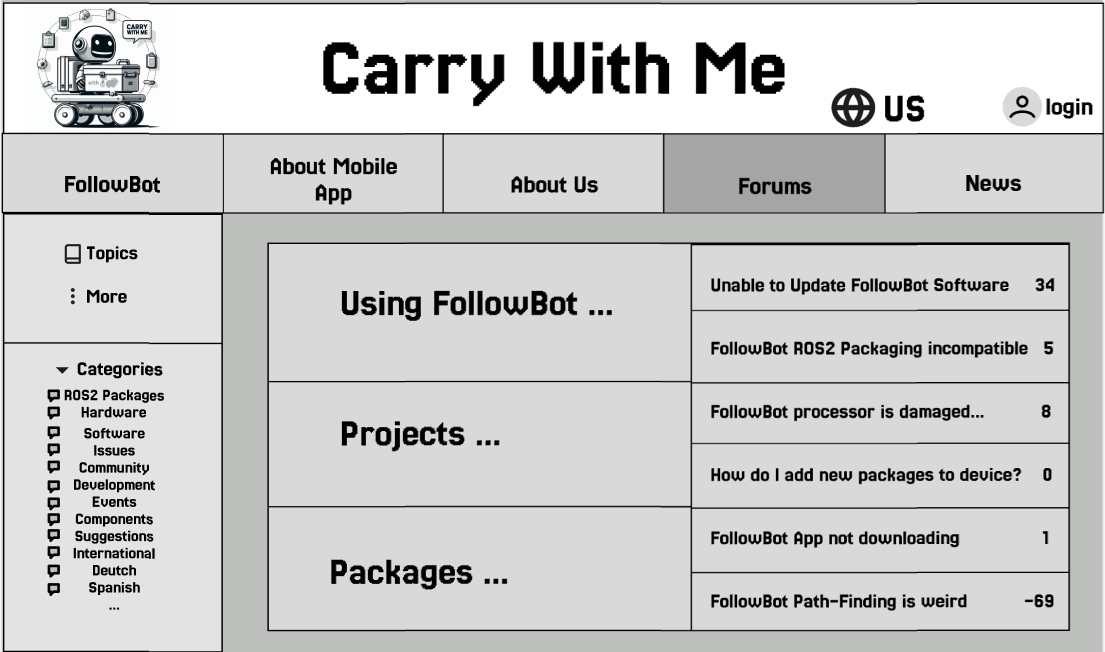 CARRY
WITH ME
with
Carry With Me
US
login
FollowBot
About Mobile
App
About Us
Forums
News
Topics
More
Categories
ROS2 Packages
Hardware
Software
Issues
Community
Development
Events
Components
Suggestions
International
Deutch
Spanish
...
Using FollowBot ...
Projects ...
Packages ...
Unable to Update FollowBot Software 34
FollowBot ROS2 Packaging incompatible 5
FollowBot processor is damaged... 8
How do I add new packages to device? 0
FollowBot App not downloading 1
FollowBot Path-Finding is weird -69